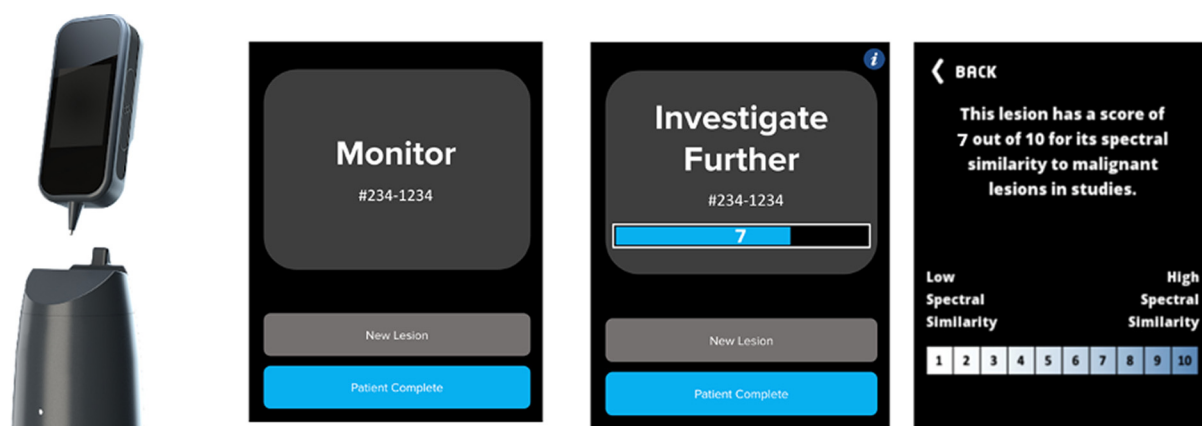 Monitor
#234-1234
New Lesion
Patient Complete
i
Investigate
Further
#234-1234
7
New Lesion
Patient Complete
BACK
This lesion has a score of
7 out of 10 for its spectral
similarity to malignant
lesions in studies.
Low High
Spectral Spectral
Similarity Similarity
1 2 3 4 5 6 7 8 9 10